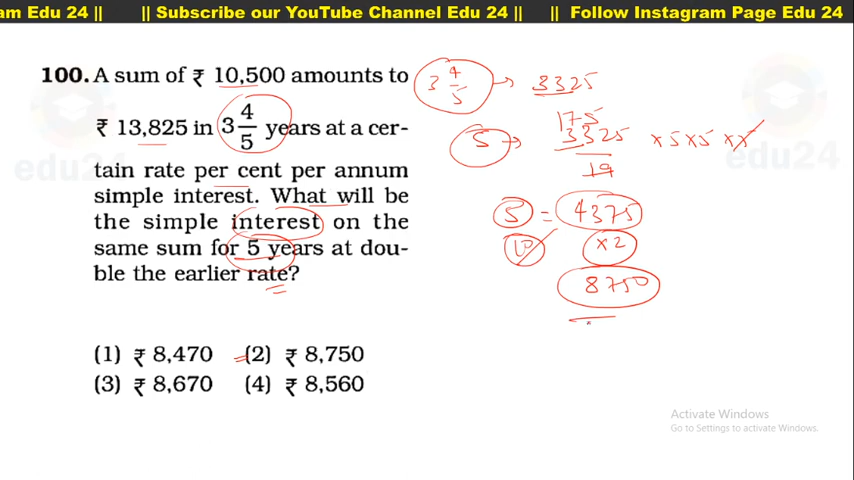 am Edu 24 || || Subscribe our YouTube Channel Edu 24 || || Follow Instagram Page Edu 24
100. A sum of ₹ 10,500 amounts to
₹ 13,825 in 3 4/5 years at a cer-
tain rate per cent per annum
simple interest. What will be
the simple interest on the
same sum for 5 years at dou-
ble the earlier rate?
(1) ₹ 8,470 (2) ₹ 8,750
(3) ₹ 8,670 (4) ₹ 8,560
3 4/5 → 3325
175
5 → 3325 × 5 × 5 × ×
19
5 = 4375
10 × 2
8750
edu24
edu24
Activate Windows
Go to Settings to activate Windows.